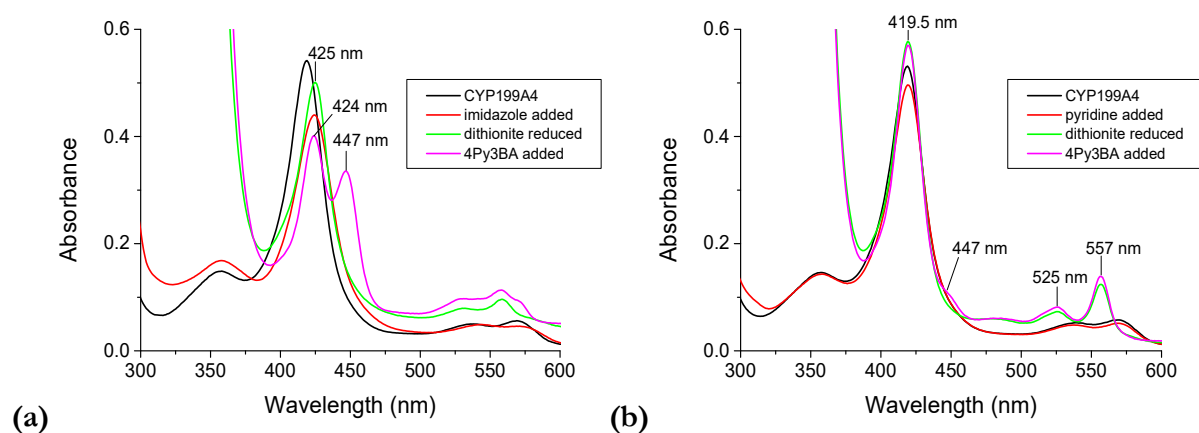 0.6
0.4
0.2
0.0
Absorbance
300 350 400 450 500 550 600
Wavelength (nm)
425 nm
424 nm
447 nm
CYP199A4
imidazole added
dithionite reduced
4Py3BA added
(a)
0.6
0.4
0.2
0.0
Absorbance
300 350 400 450 500 550 600
Wavelength (nm)
419.5 nm
447 nm
525 nm
557 nm
CYP199A4
pyridine added
dithionite reduced
4Py3BA added
(b)